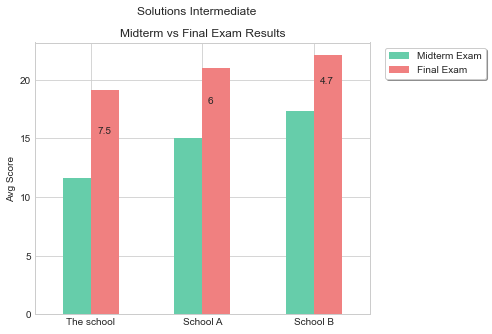 Solutions Intermediate
Midterm vs Final Exam Results
Midterm Exam
Final Exam
Avg Score
20
15
10
5
0
7.5
6
4.7
The school
School A
School B